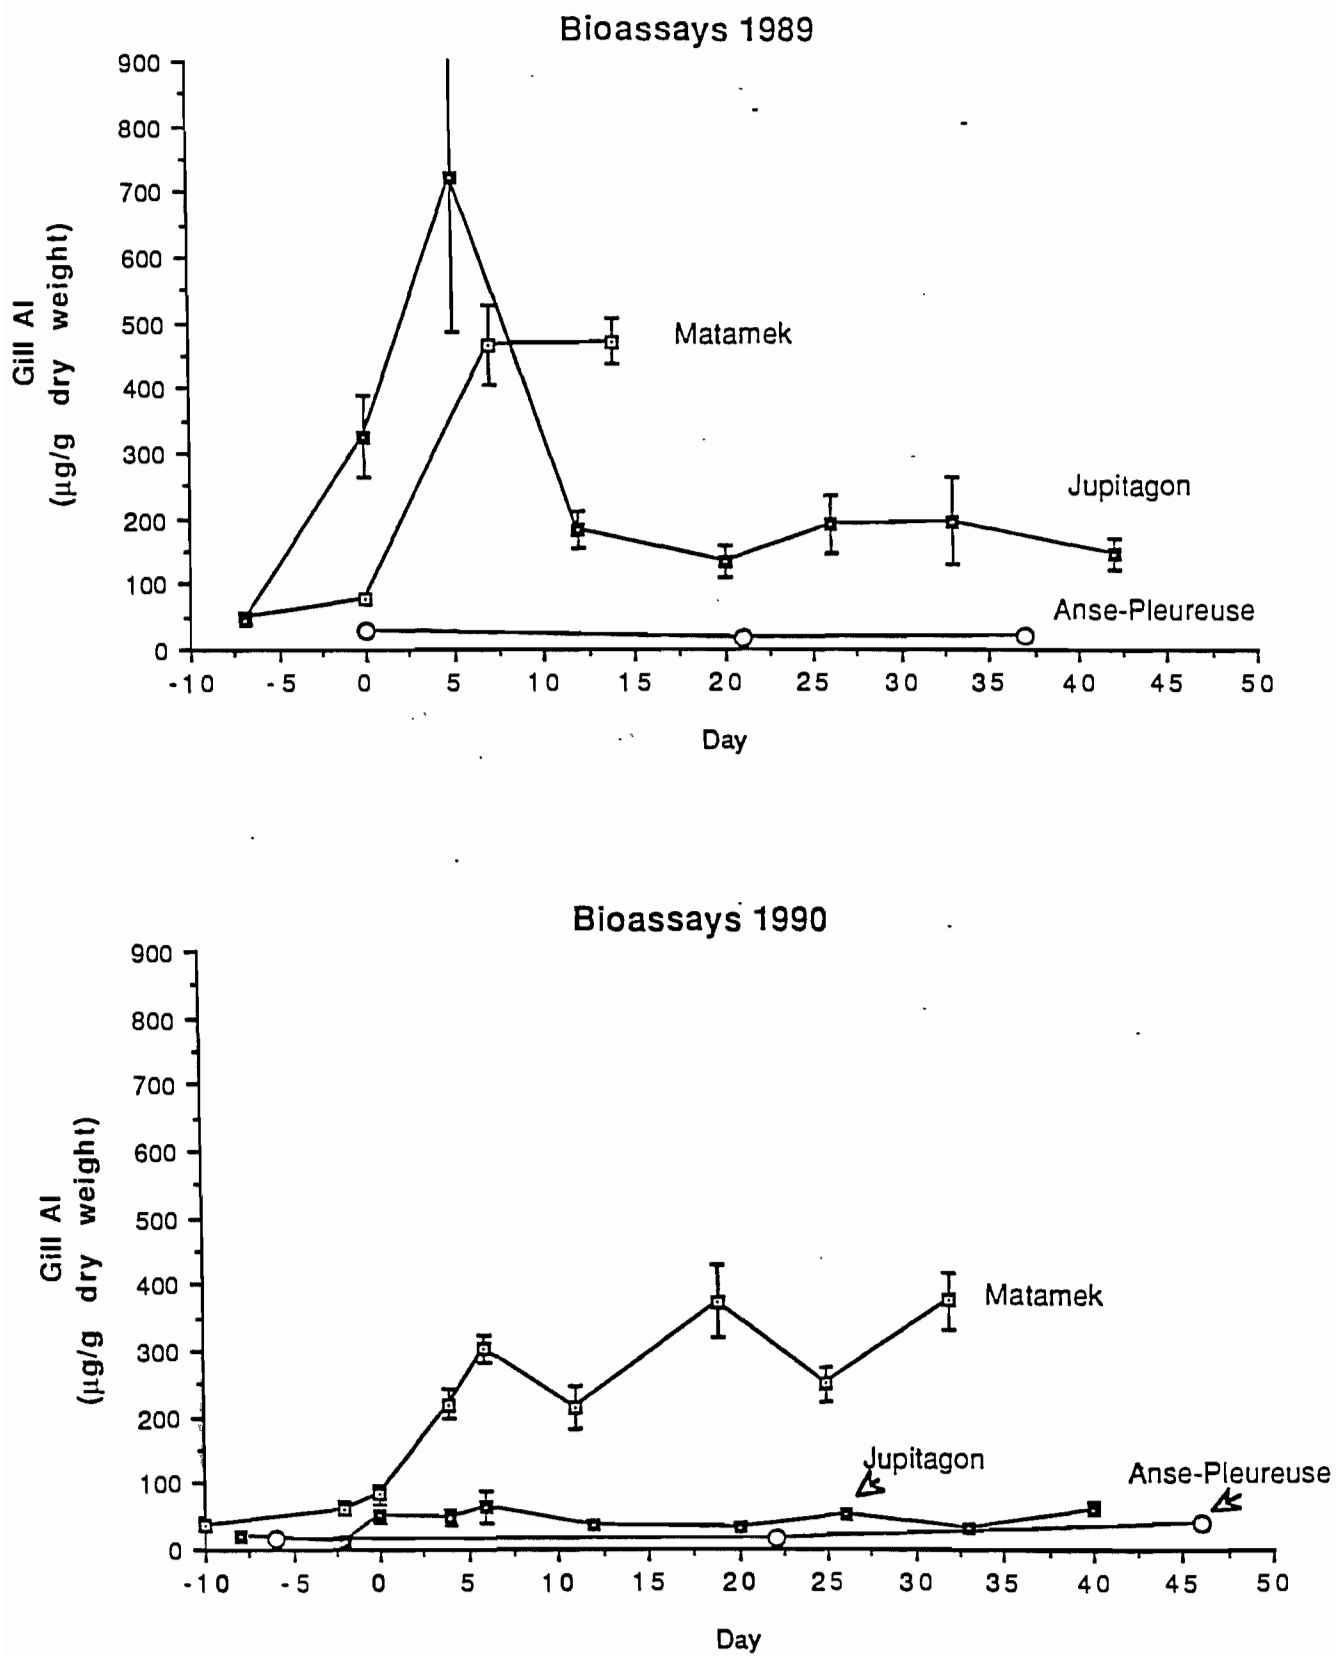 Bioassays 1989
900
800
700
600
500
400
300
200
100
0
Gill Al
(µg/g dry weight)
Matamek
Jupitagon
Anse-Pleureuse
-10 -5 0 5 10 15 20 25 30 35 40 45 50
Day
Bioassays 1990
900
800
700
600
500
400
300
200
100
0
Gill Al
(µg/g dry weight)
Matamek
Jupitagon
Anse-Pleureuse
-10 -5 0 5 10 15 20 25 30 35 40 45 50
Day